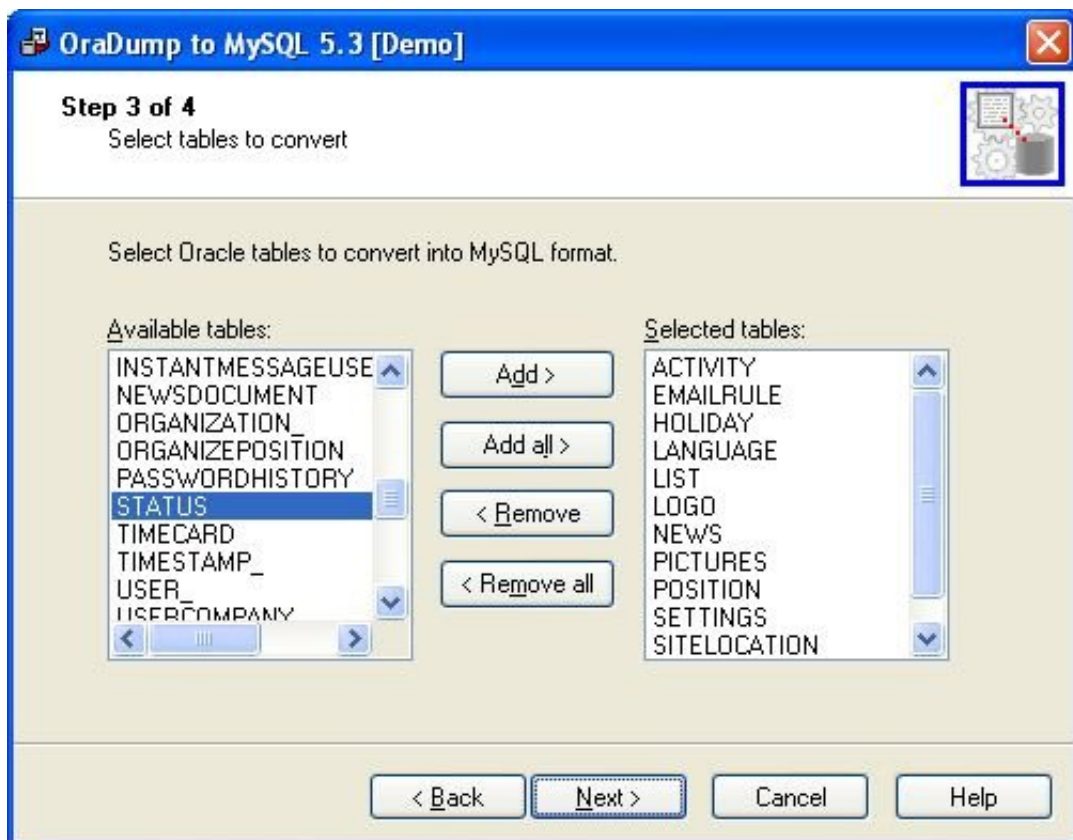 OraDump to MySQL 5.3 [Demo]
Step 3 of 4
Select tables to convert
Select Oracle tables to convert into MySQL format.
Available tables:
INSTANTMESSAGEUSE
NEWSDOCUMENT
ORGANIZATION_
ORGANIZEPOSITION
PASSWORDHISTORY
STATUS
TIMECARD
TIMESTAMP_
USER_
USERCOMPANY
Add >
Add all >
< Remove
< Remove all
Selected tables:
ACTIVITY
EMAILRULE
HOLIDAY
LANGUAGE
LIST
LOGO
NEWS
PICTURES
POSITION
SETTINGS
SITELOCATION
< Back
Next >
Cancel
Help